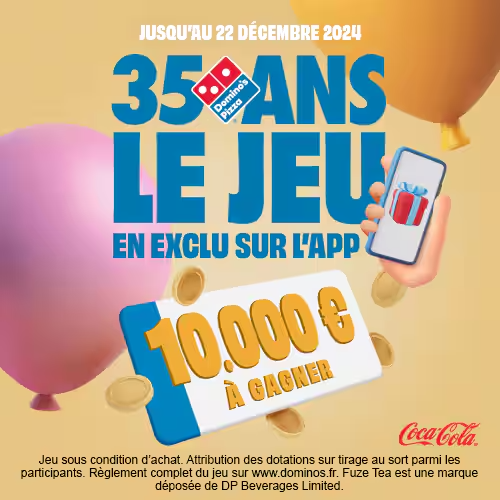 JUSQU'AU 22 DÉCEMBRE 2024
35 Domino's Pizza ANS
LE JEU
EN EXCLU SUR L'APP
10.000 €
À GAGNER
Coca-Cola
Jeu sous condition d'achat. Attribution des dotations sur tirage au sort parmi les
participants. Règlement complet du jeu sur www.dominos.fr. Fuze Tea est une marque
déposée de DP Beverages Limited.